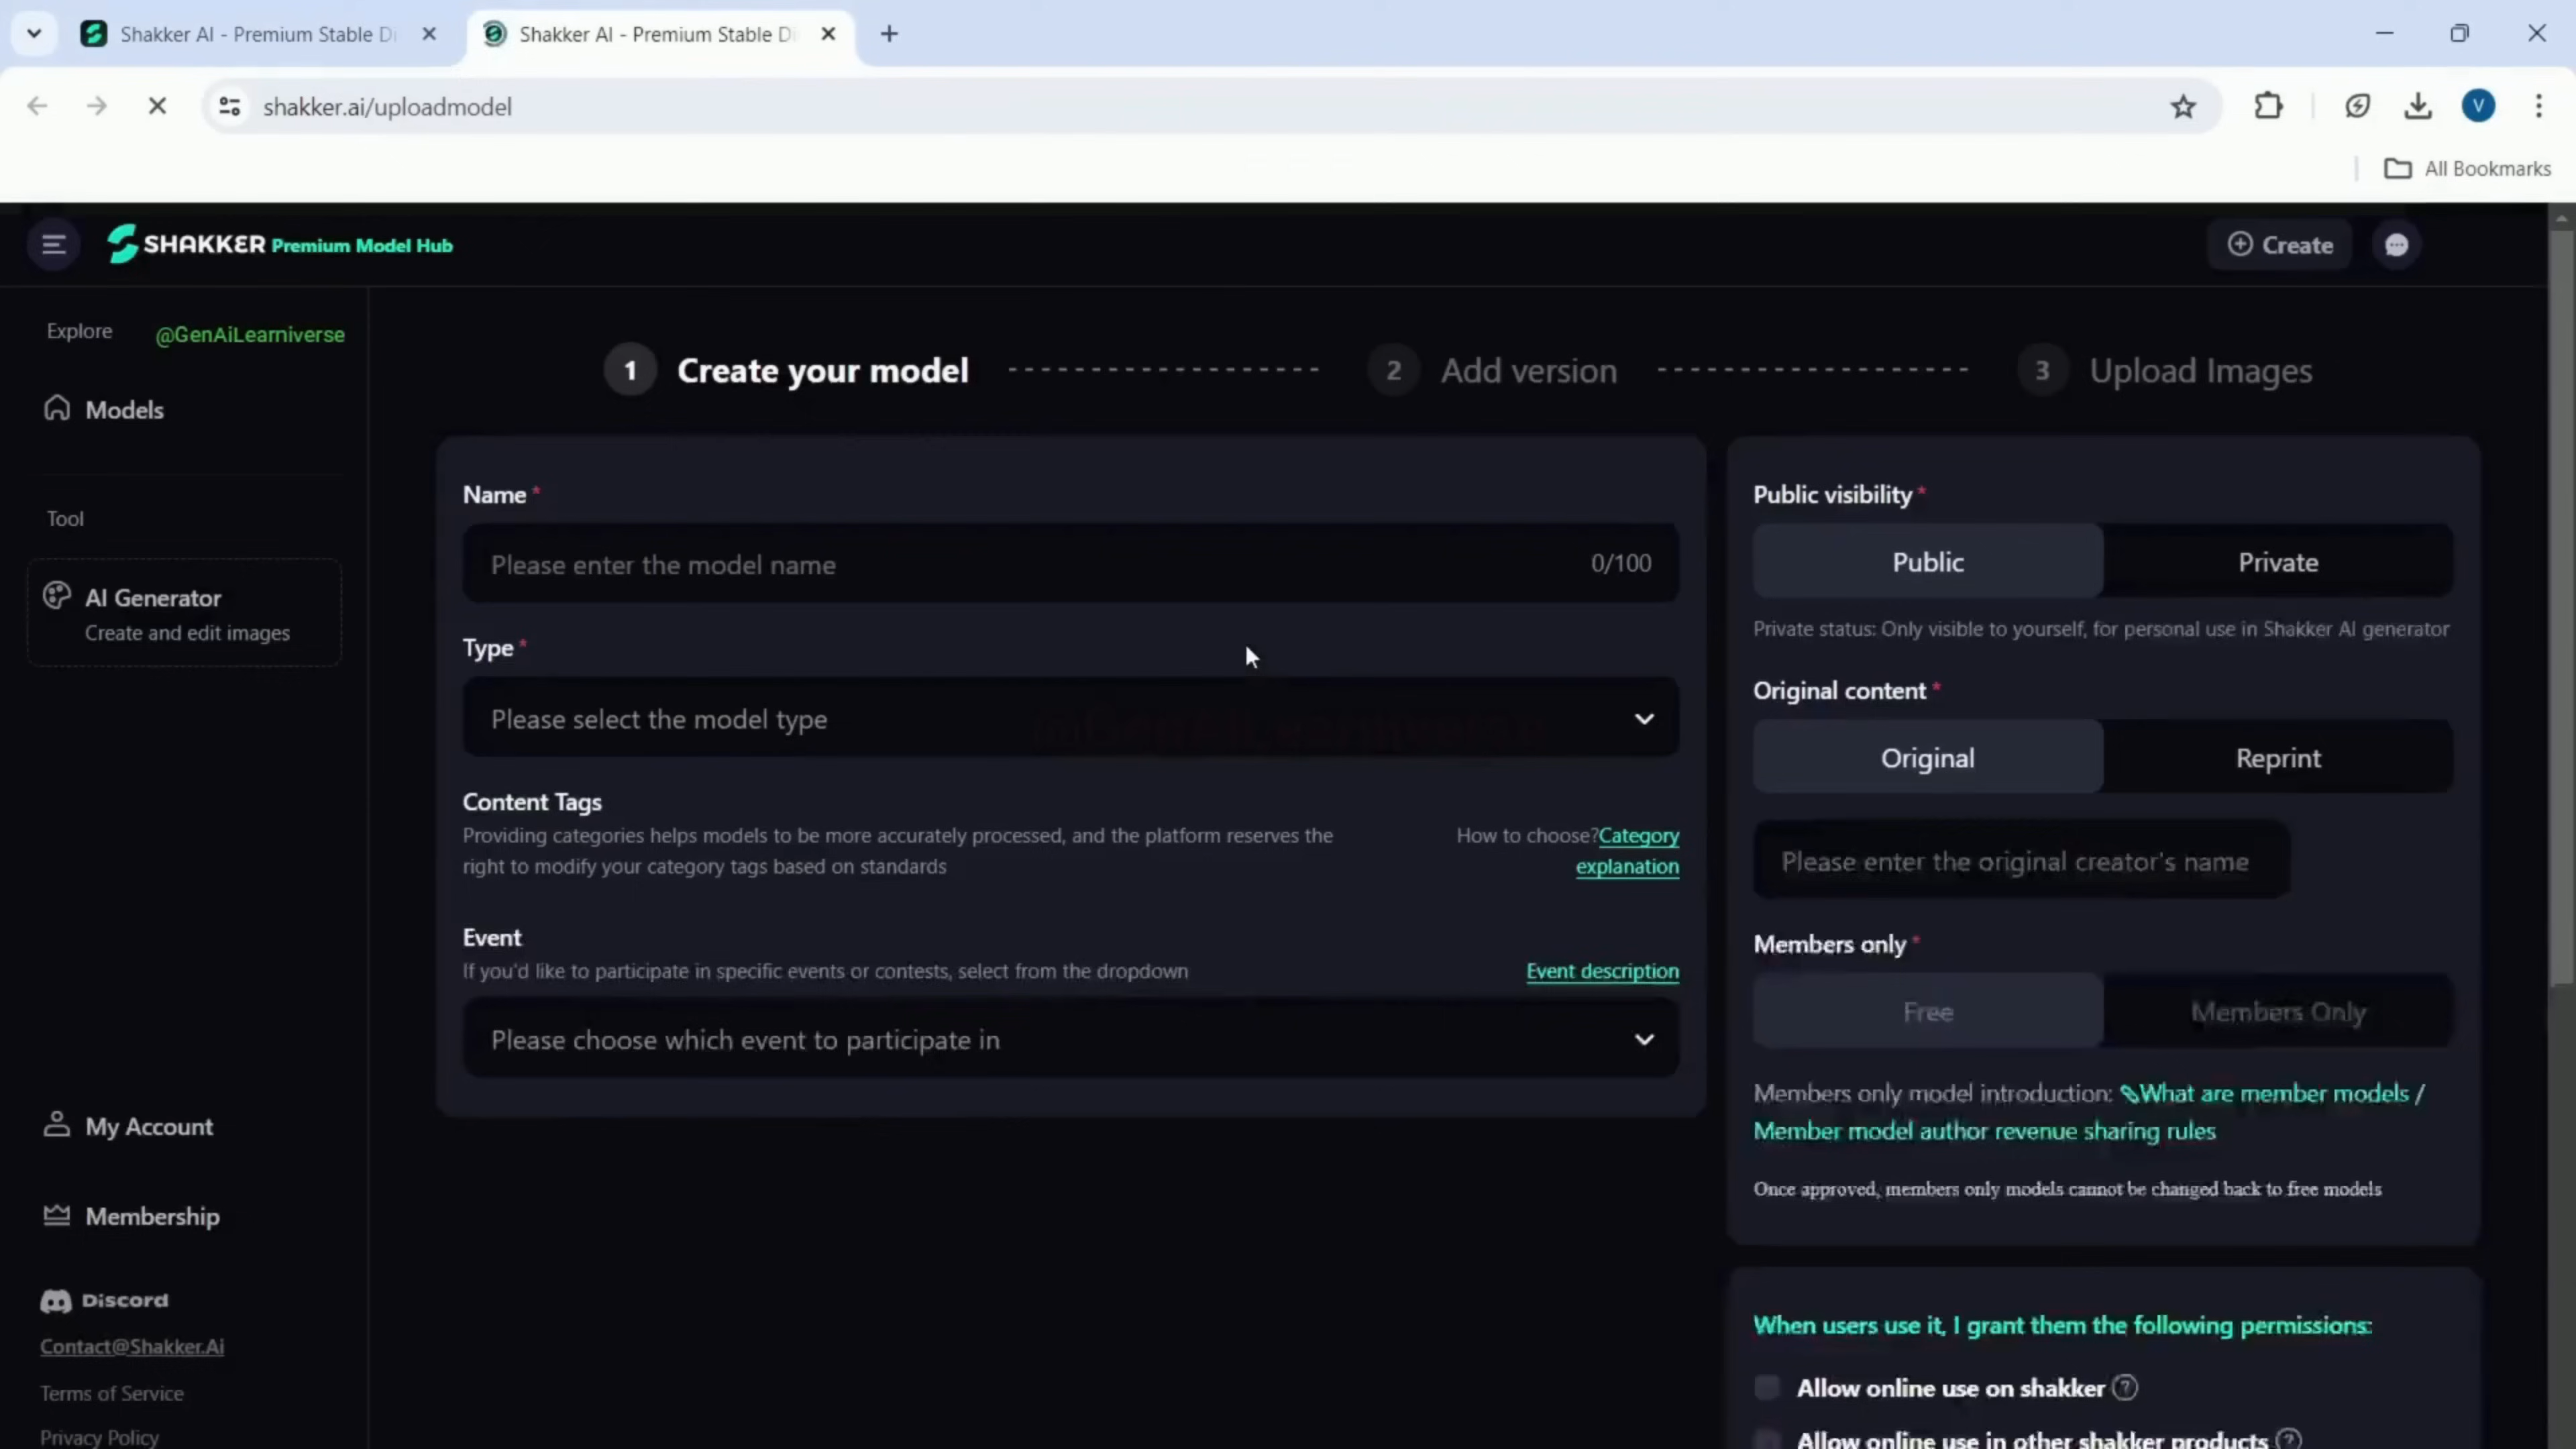 Shakker AI - Premium Stable Di
Shakker AI - Premium Stable Di
shakker.ai/uploadmodel
V
All Bookmarks
SHAKKER Premium Model Hub
Create
Explore
@GenAiLearniverse
Models
Tool
AI Generator
Create and edit images
My Account
Membership
Discord
Contact@Shakker.Ai
Terms of Service
Privacy Policy
1 Create your model
2 Add version
3 Upload Images
Name *
Please enter the model name
0/100
Type *
Please select the model type
Content Tags
Providing categories helps models to be more accurately processed, and the platform reserves the
right to modify your category tags based on standards
How to choose?Category
explanation
Event
If you'd like to participate in specific events or contests, select from the dropdown
Event description
Please choose which event to participate in
Public visibility *
Public
Private
Private status: Only visible to yourself, for personal use in Shakker AI generator
Original content *
Original
Reprint
Please enter the original creator's name
Members only *
Free
Members Only
Members only model introduction: What are member models /
Member model author revenue sharing rules
Once approved, members only models cannot be changed back to free models
When users use it, I grant them the following permissions:
Allow online use on shakker ?
Allow online use in other shakker products ?